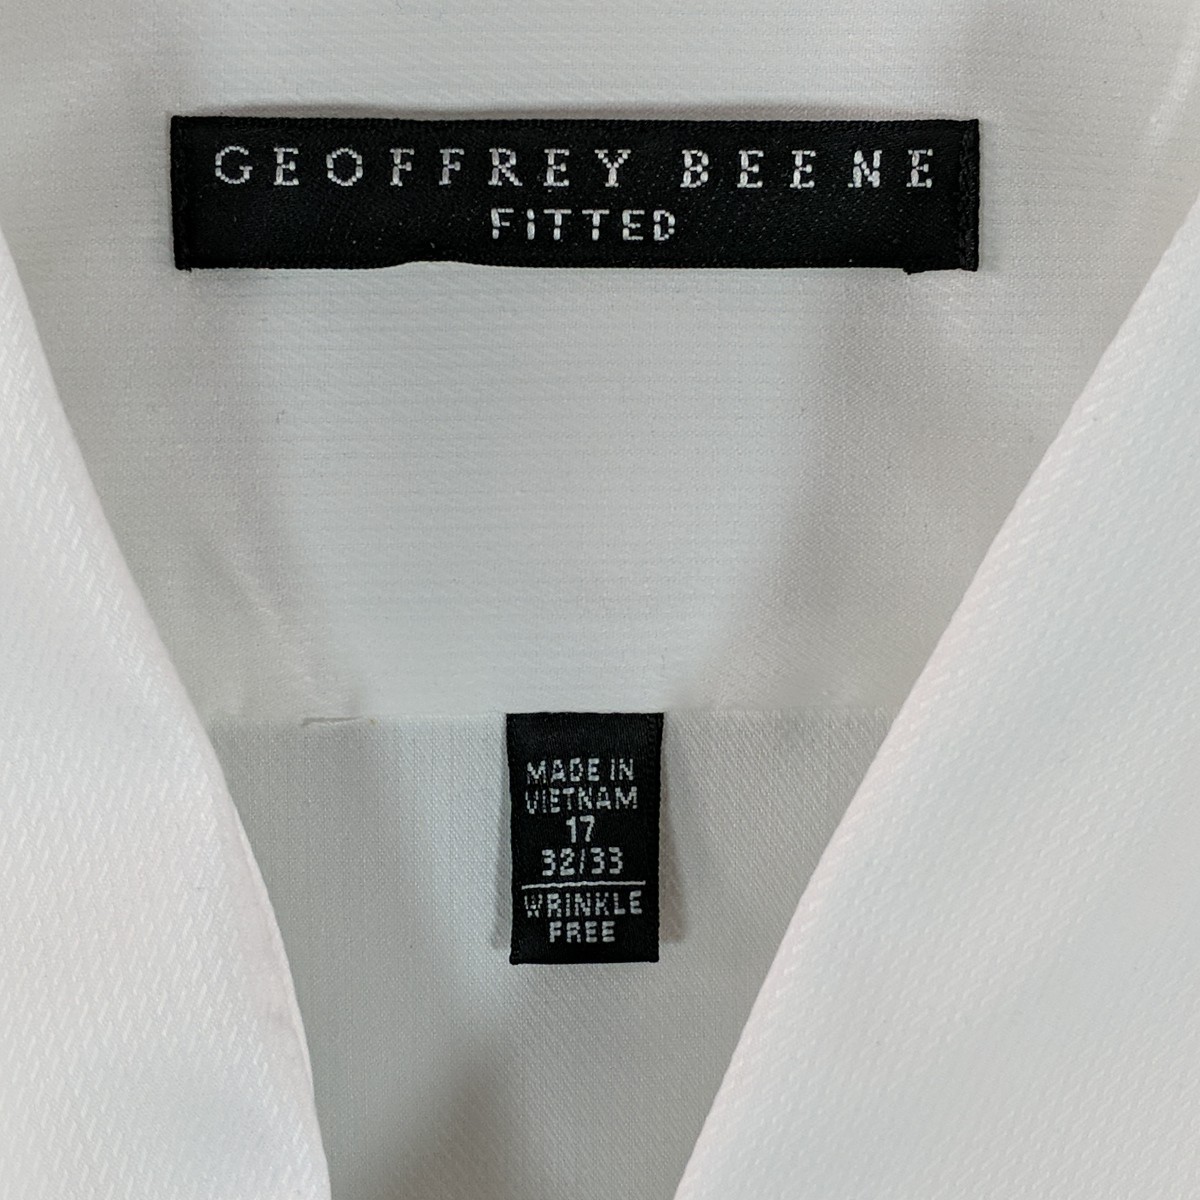 GEOFFREY BEENE
FiTTED
MADE IN
VIETNAM
17
32/33
WRiNKLE
FREE